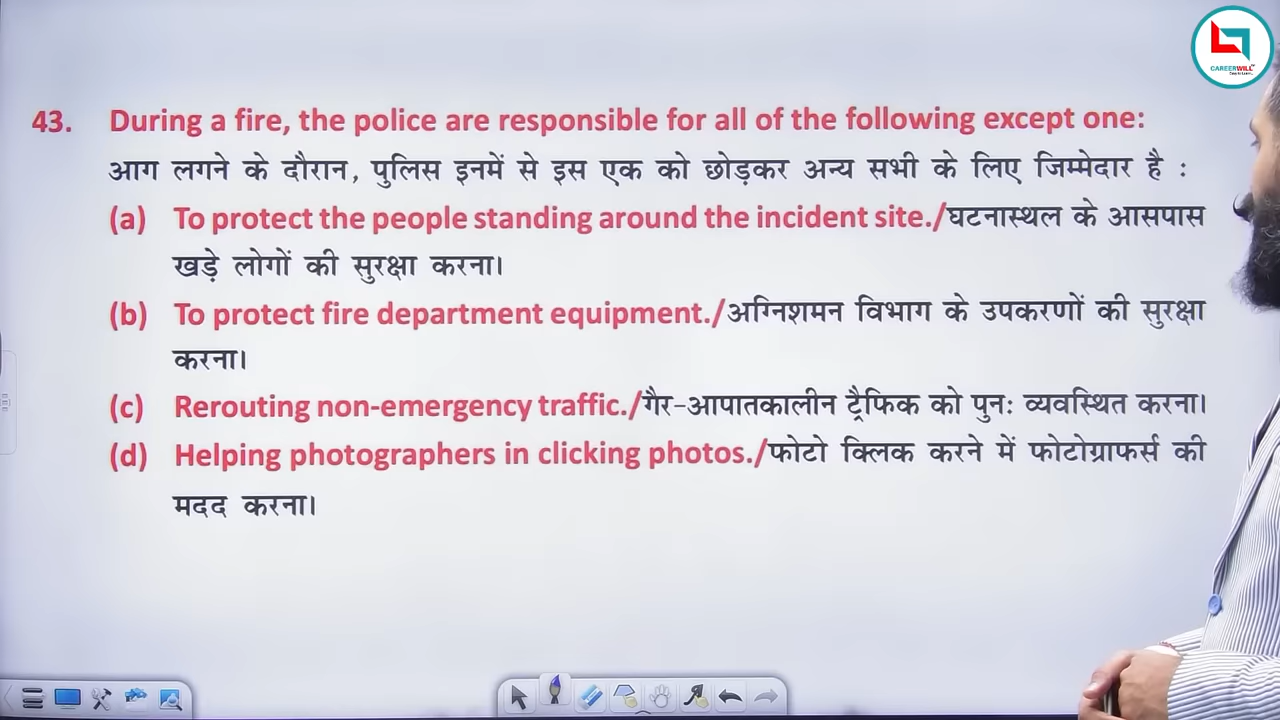 CAREERWILL
43. During a fire, the police are responsible for all of the following except one:
आग लगने के दौरान, पुलिस इनमें से इस एक को छोड़कर अन्य सभी के लिए जिम्मेदार है :
(a) To protect the people standing around the incident site./घटनास्थल के आसपास
खड़े लोगों की सुरक्षा करना।
(b) To protect fire department equipment./अग्निशमन विभाग के उपकरणों की सुरक्षा
करना।
(c) Rerouting non-emergency traffic./गैर-आपातकालीन ट्रैफिक को पुनः व्यवस्थित करना।
(d) Helping photographers in clicking photos./फोटो क्लिक करने में फोटोग्राफर्स की
मदद करना।